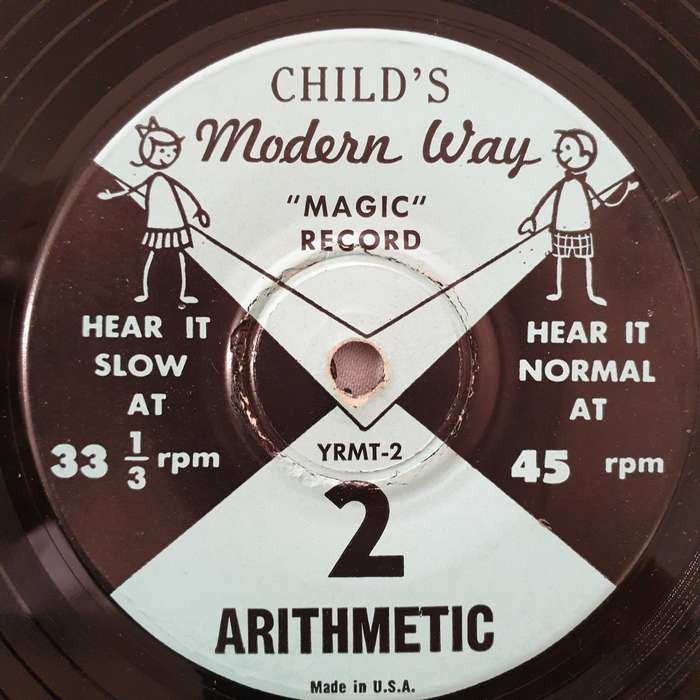 CHILD'S
Modern Way
"MAGIC"
RECORD
HEAR IT
SLOW
AT
33 1/3 rpm
HEAR IT
NORMAL
AT
45 rpm
YRMT-2
2
ARITHMETIC
Made in U.S.A.